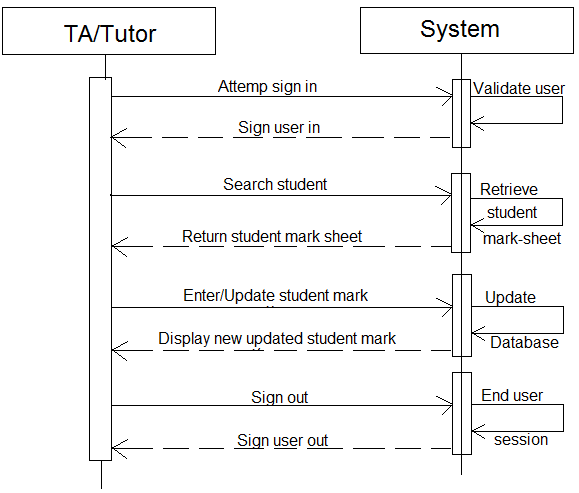 TA/Tutor
System
Attemp sign in
Validate user
Sign user in
Search student
Retrieve
student
mark-sheet
Return student mark sheet
Enter/Update student mark
Update
Database
Display new updated student mark
Sign out
End user
session
Sign user out